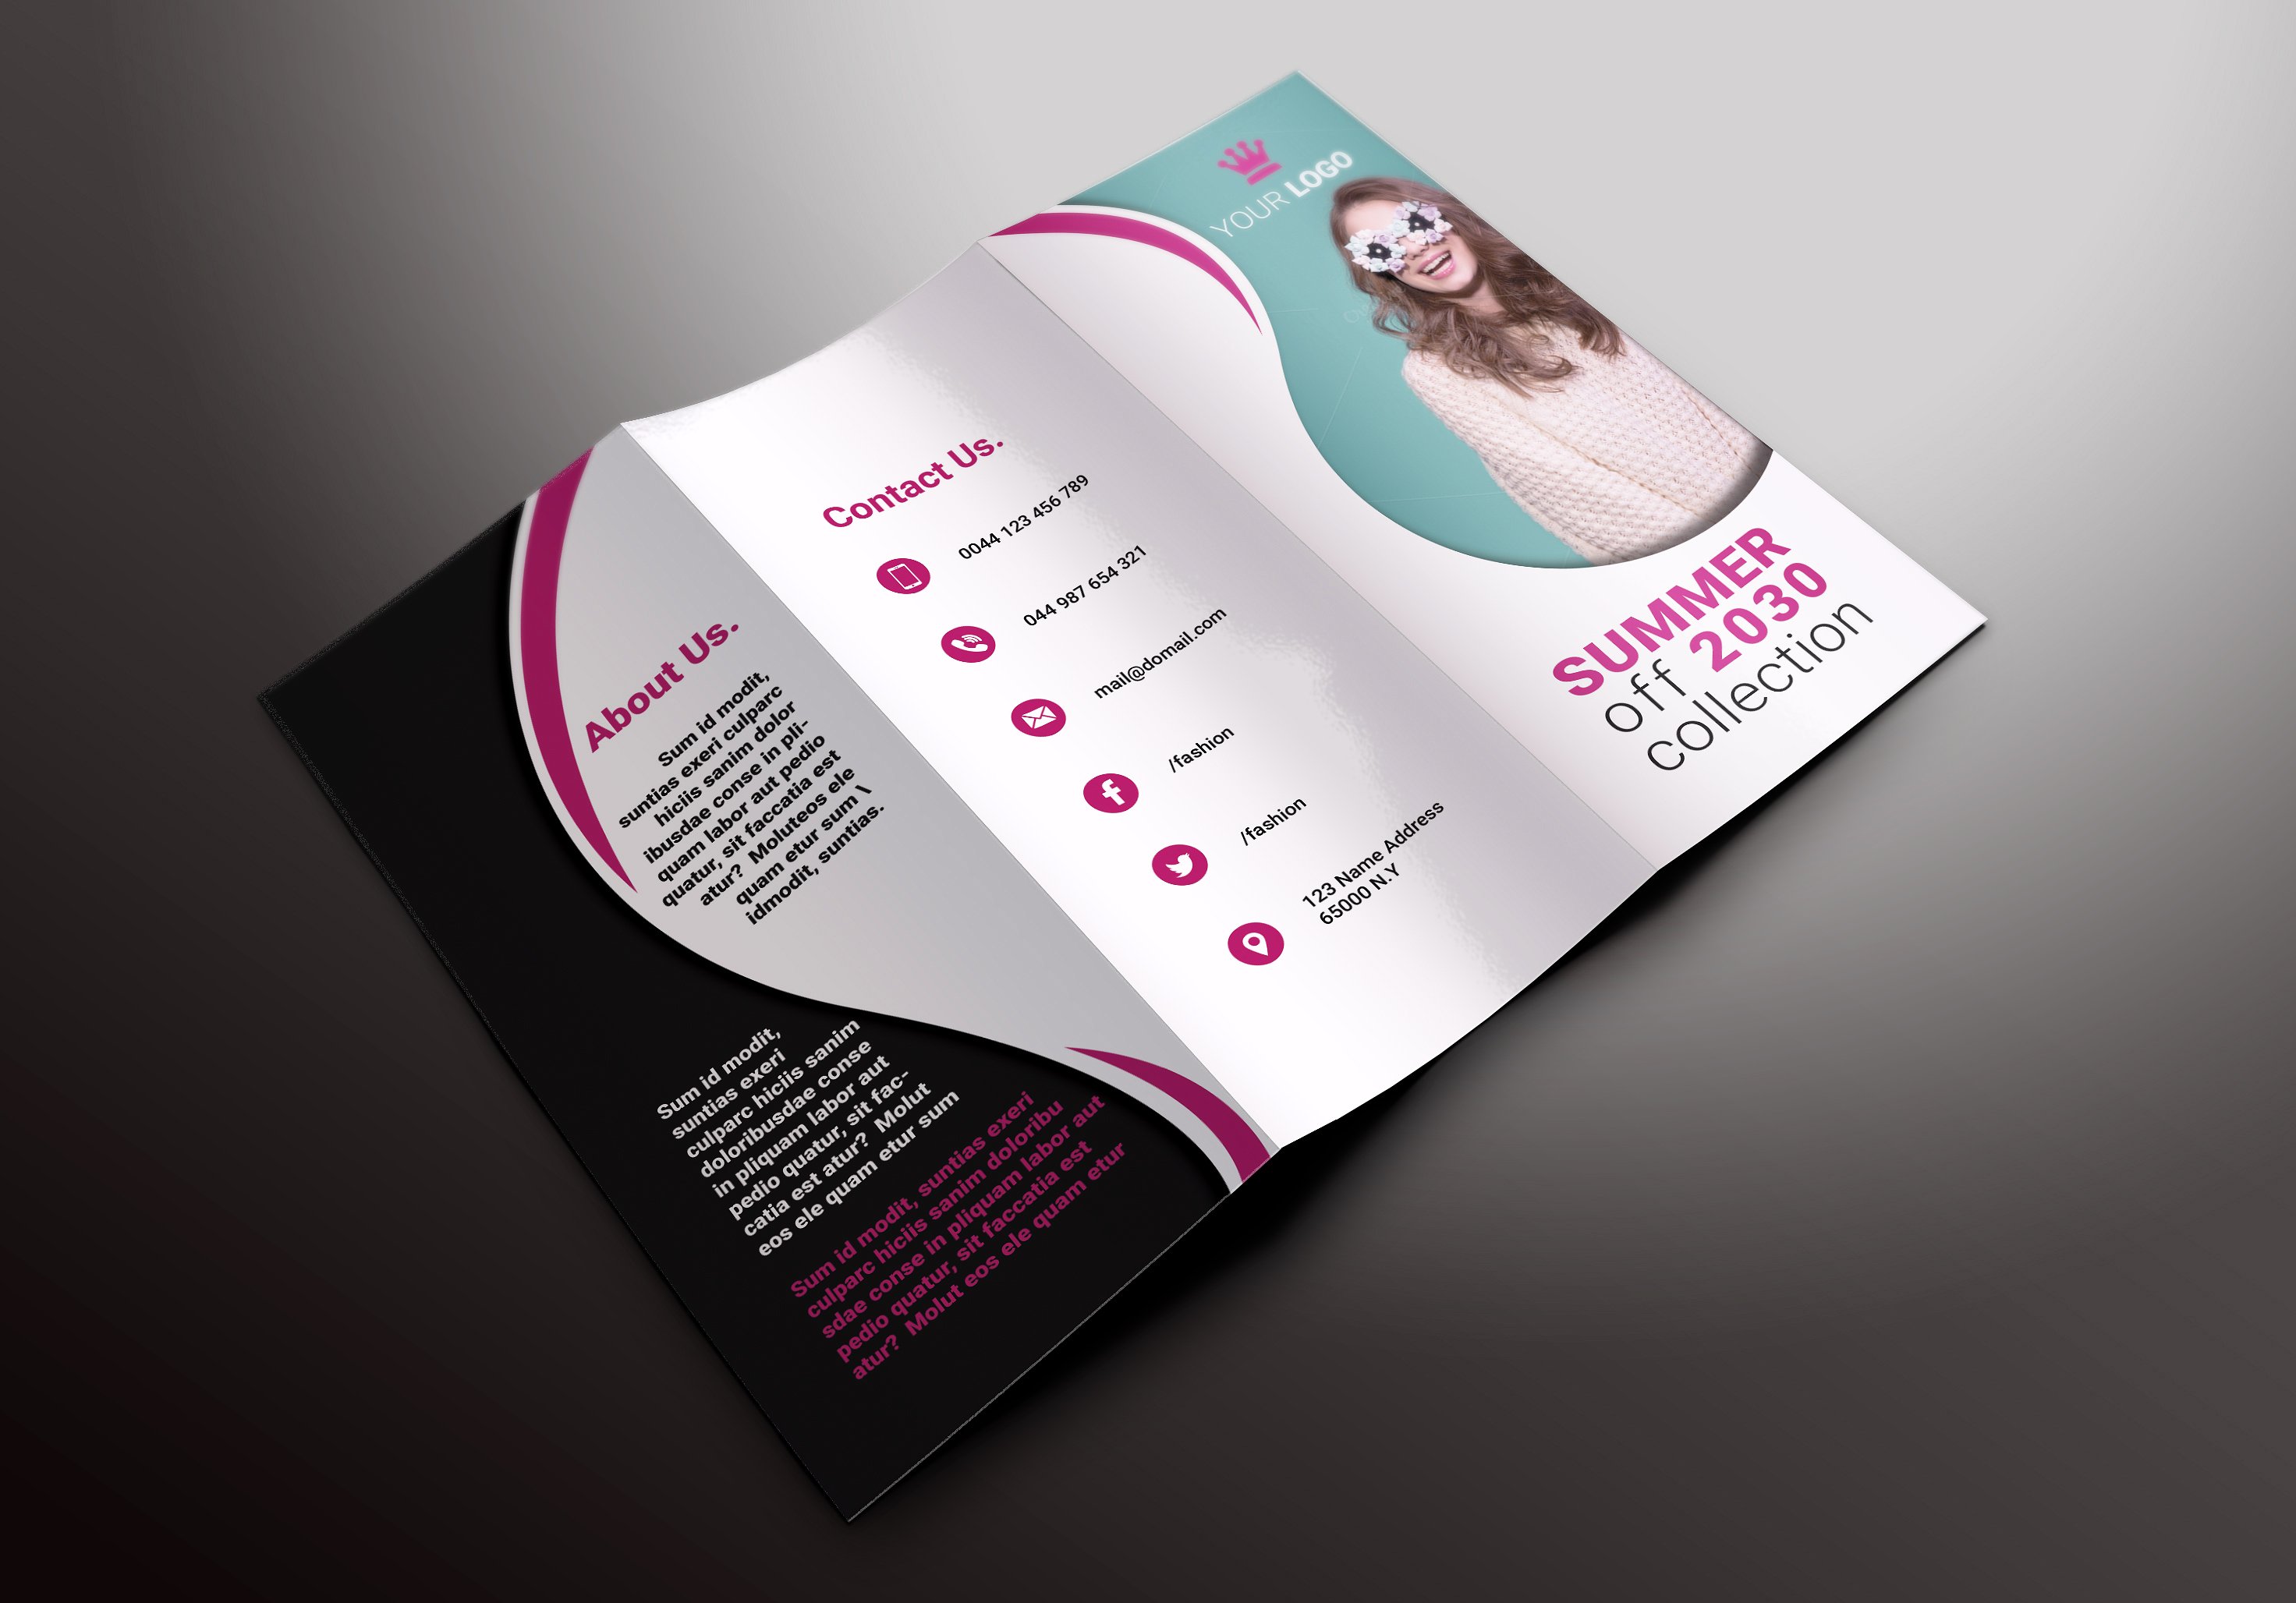 About Us.
Sum id modit,
suntias exeri culparc
hiciis sanim dolor
ibusdae conse in pli-
quam labor aut pedio
quatur, sit faccatia est
atur? Moluteos ele
quam etur sum \
idmodit, suntias.
Sum id modit,
suntias exeri
culparc hiciis sanim
doloribusdae conse
in pliquam labor aut
pedio quatur, sit fac-
catia est atur? Molut
eos ele quam etur sum
Sum id modit, suntias exeri
culparc hiciis sanim doloribu
sdae conse in pliquam labor aut
pedio quatur, sit faccatia est
atur? Molut eos ele quam etur
Contact Us.
0044 123 456 789
044 987 654 321
mail@domail.com
/fashion
/fashion
123 Name Address
65000 N.Y
YOUR LOGO
SUMMER
off 2030
collection